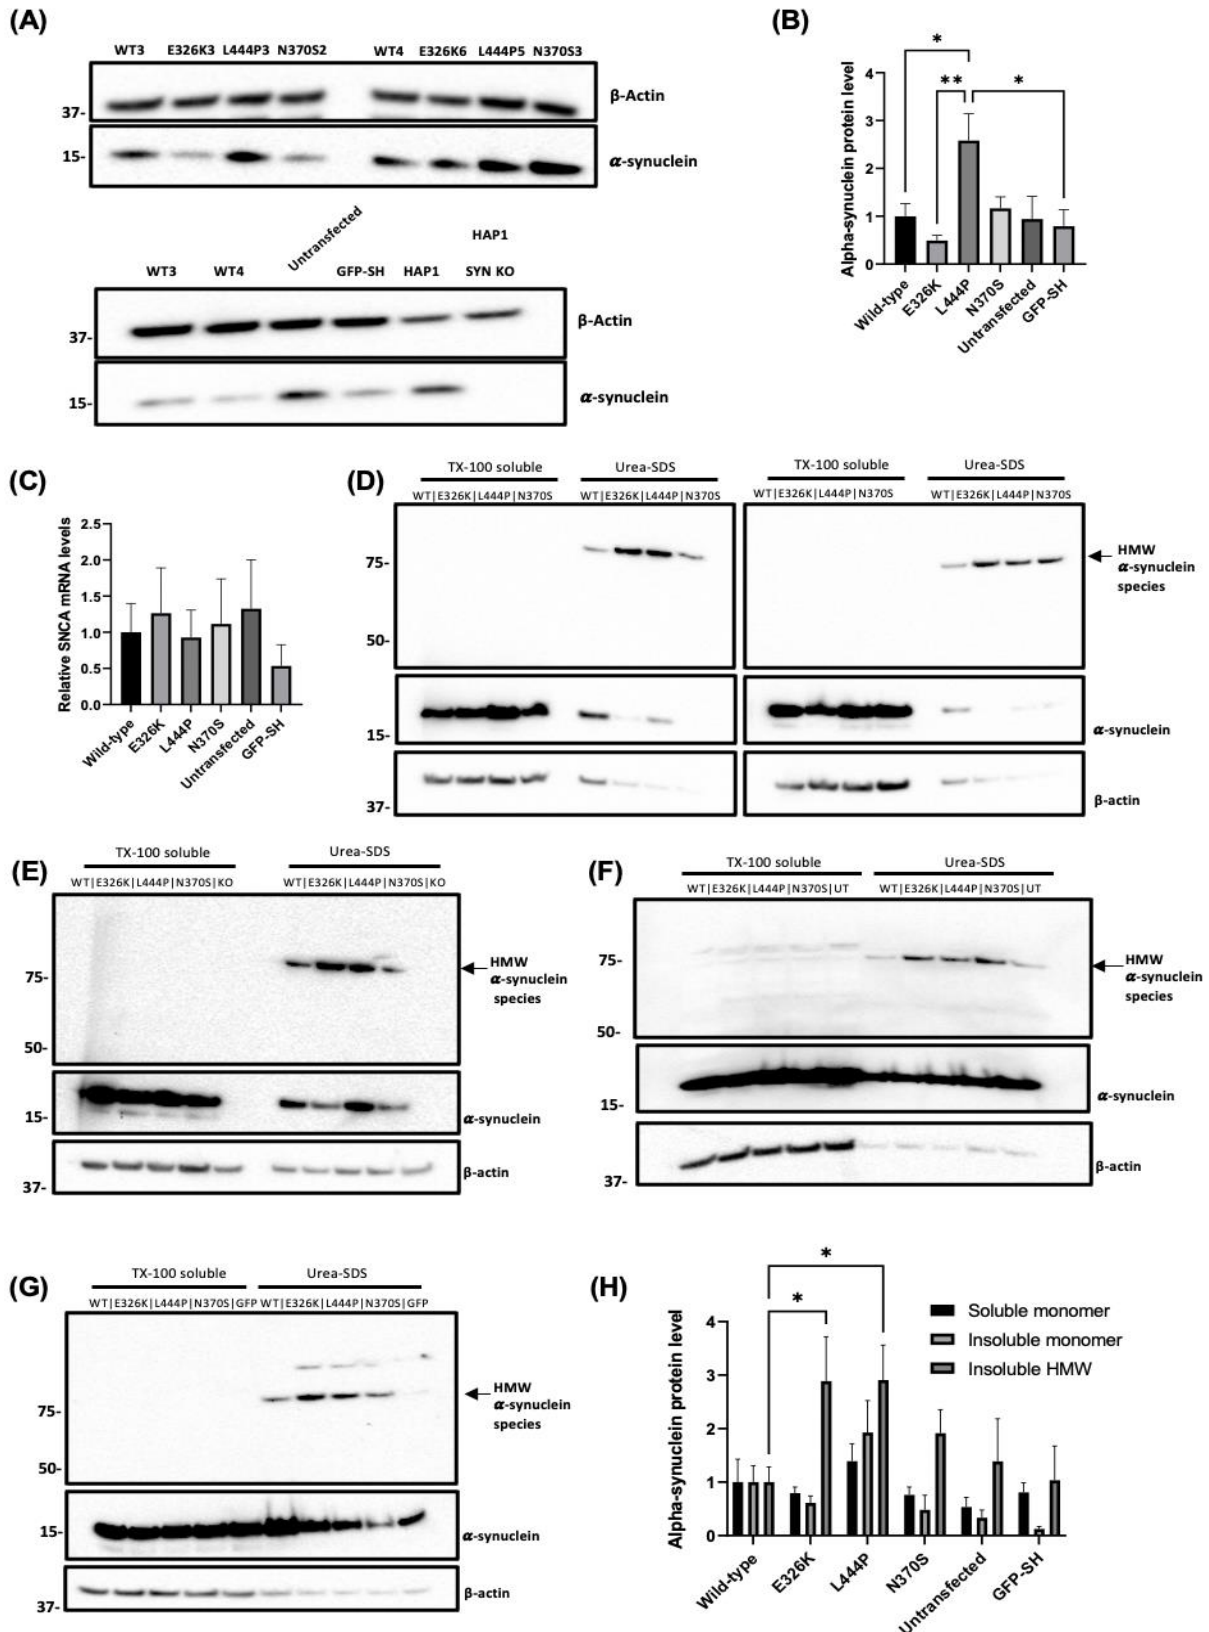 (A)
WT3 E326K3 L444P3 N370S2 WT4 E326K6 L444P5 N370S3
β-Actin
37-
15-
α-synuclein
Untransfected
HAP1
WT3 WT4 GFP-SH HAP1 SYN KO
β-Actin
37-
15-
α-synuclein
(B)
Alpha-synuclein protein level
* ** *
4
3
2
1
0
Wild-type E326K L444P N370S Untransfected GFP-SH
(C)
Relative SNCA mRNA levels
2.5
2.0
1.5
1.0
0.5
0.0
Wild-type E326K L444P N370S Untransfected GFP-SH
(D)
TX-100 soluble Urea-SDS TX-100 soluble Urea-SDS
WT|E326K|L444P|N370S WT|E326K|L444P|N370S WT|E326K|L444P|N370S WT|E326K|L444P|N370S
75-
HMW
α-synuclein
species
50-
α-synuclein
15-
β-actin
37-
(E)
TX-100 soluble Urea-SDS
WT|E326K|L444P|N370S|KO WT|E326K|L444P|N370S|KO
75-
HMW
α-synuclein
species
50-
15-
α-synuclein
β-actin
37-
(F)
TX-100 soluble Urea-SDS
WT|E326K|L444P|N370S|UT WT|E326K|L444P|N370S|UT
75-
HMW
α-synuclein
species
50-
15-
α-synuclein
β-actin
37-
(G)
TX-100 soluble Urea-SDS
WT|E326K|L444P|N370S|GFP WT|E326K|L444P|N370S|GFP
75-
HMW
α-synuclein
species
50-
15-
α-synuclein
β-actin
37-
(H)
Alpha-synuclein protein level
*
*
Soluble monomer
Insoluble monomer
Insoluble HMW
4
3
2
1
0
Wild-type E326K L444P N370S Untransfected GFP-SH